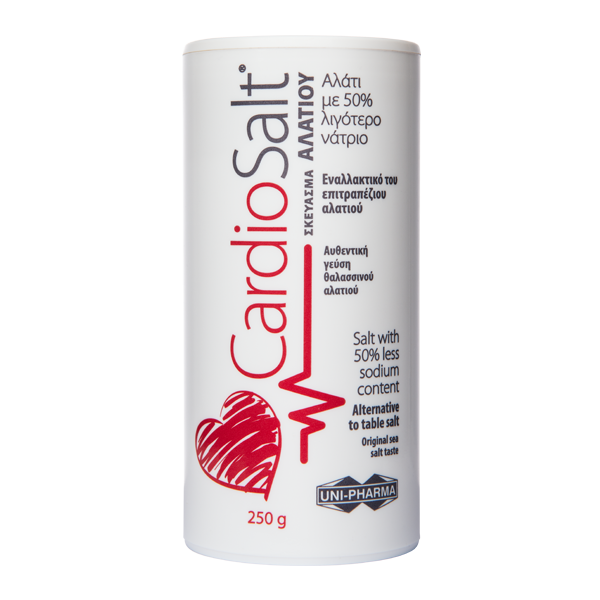 CardioSalt®
ΣΚΕΥΑΣΜΑ
ΑΛΑΤΙΟΥ
Αλάτι
με 50%
λιγότερο
νάτριο
Εναλλακτικό του
επιτραπέζιου
αλατιού
Αυθεντική
γεύση
θαλασσινού
αλατιού
Salt with
50% less
sodium
content
Alternative
to table salt
Original sea
salt taste
UNI-PHARMA
250 g